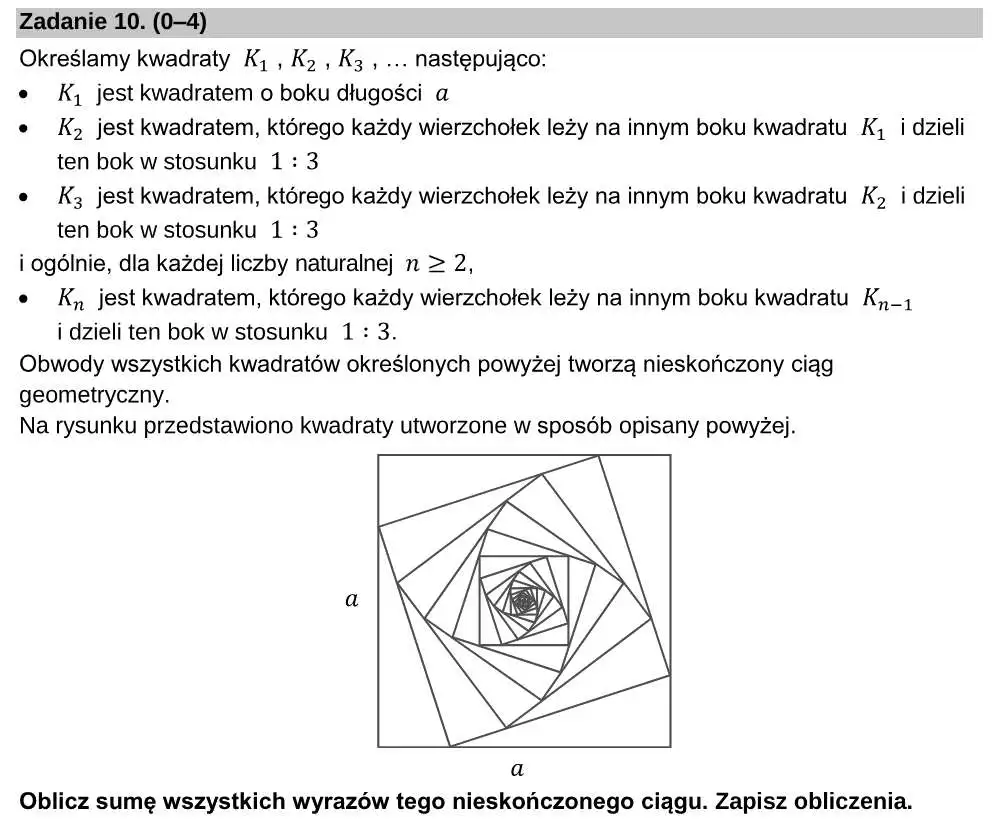 Zadanie 10. (0–4)
Określamy kwadraty K₁ , K₂ , K₃ , … następująco:
• K₁ jest kwadratem o boku długości a
• K₂ jest kwadratem, którego każdy wierzchołek leży na innym boku kwadratu K₁ i dzieli
ten bok w stosunku 1 : 3
• K₃ jest kwadratem, którego każdy wierzchołek leży na innym boku kwadratu K₂ i dzieli
ten bok w stosunku 1 : 3
i ogólnie, dla każdej liczby naturalnej n ≥ 2,
• Kₙ jest kwadratem, którego każdy wierzchołek leży na innym boku kwadratu Kₙ₋₁
i dzieli ten bok w stosunku 1 : 3.
Obwody wszystkich kwadratów określonych powyżej tworzą nieskończony ciąg
geometryczny.
Na rysunku przedstawiono kwadraty utworzone w sposób opisany powyżej.
a
a
Oblicz sumę wszystkich wyrazów tego nieskończonego ciągu. Zapisz obliczenia.